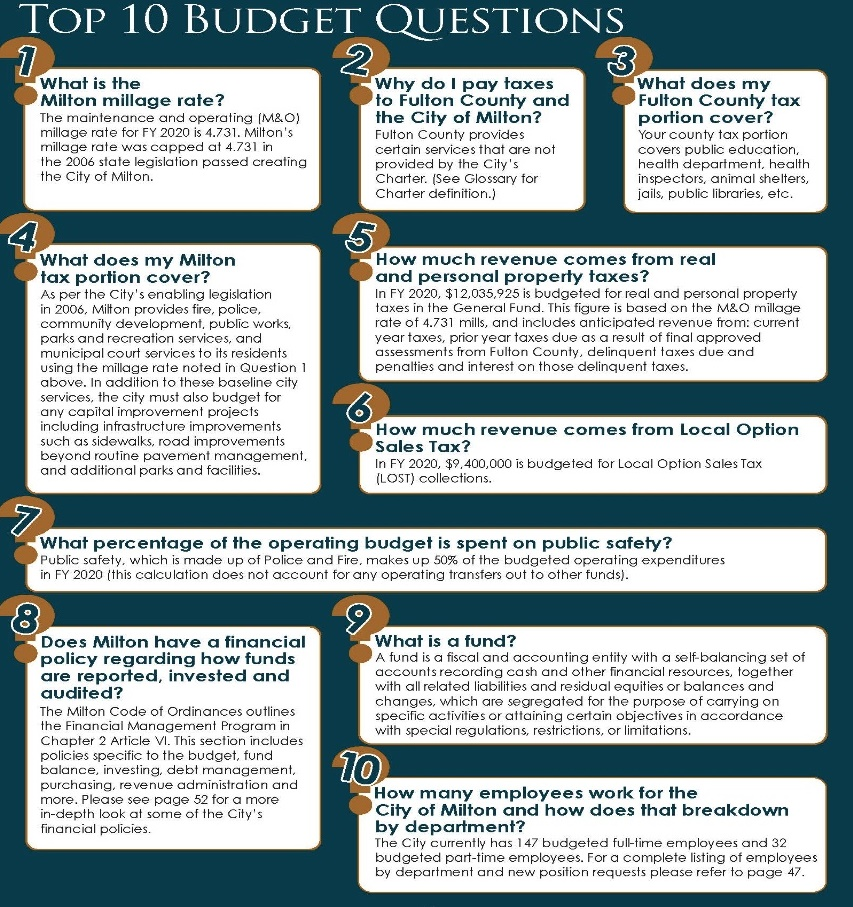 TOP 10 BUDGET QUESTIONS
1
What is the
Milton millage rate?
The maintenance and operating (M&O)
millage rate for FY 2020 is 4.731. Milton's
millage rate was capped at 4.731 in
the 2006 state legislation passed creating
the City of Milton.
2
Why do I pay taxes
to Fulton County and
the City of Milton?
Fulton County provides
certain services that are not
provided by the City's
Charter. (See Glossary for
Charter definition.)
3
What does my
Fulton County tax
portion cover?
Your county tax portion
covers public education,
health department, health
inspectors, animal shelters,
jails, public libraries, etc.
4
What does my Milton
tax portion cover?
As per the City's enabling legislation
in 2006, Milton provides fire, police,
community development, public works,
parks and recreation services, and
municipal court services to its residents
using the millage rate noted in Question 1
above. In addition to these baseline city
services, the city must also budget for
any capital improvement projects
including infrastructure improvements
such as sidewalks, road improvements
beyond routine pavement management,
and additional parks and facilities.
5
How much revenue comes from real
and personal property taxes?
In FY 2020, $12,035,925 is budgeted for real and personal property
taxes in the General Fund. This figure is based on the M&O millage
rate of 4.731 mills, and includes anticipated revenue from: current
year taxes, prior year taxes due as a result of final approved
assessments from Fulton County, delinquent taxes due and
penalties and interest on those delinquent taxes.
6
How much revenue comes from Local Option
Sales Tax?
In FY 2020, $9,400,000 is budgeted for Local Option Sales Tax
(LOST) collections.
7
What percentage of the operating budget is spent on public safety?
Public safety, which is made up of Police and Fire, makes up 50% of the budgeted operating expenditures
in FY 2020 (this calculation does not account for any operating transfers out to other funds).
8
Does Milton have a financial
policy regarding how funds
are reported, invested and
audited?
The Milton Code of Ordinances outlines
the Financial Management Program in
Chapter 2 Article VI. This section includes
policies specific to the budget, fund
balance, investing, debt management,
purchasing, revenue administration and
more. Please see page 52 for a more
in-depth look at some of the City's
financial policies.
9
What is a fund?
A fund is a fiscal and accounting entity with a self-balancing set of
accounts recording cash and other financial resources, together
with all related liabilities and residual equities or balances and
changes, which are segregated for the purpose of carrying on
specific activities or attaining certain objectives in accordance
with special regulations, restrictions, or limitations.
10
How many employees work for the
City of Milton and how does that breakdown
by department?
The City currently has 147 budgeted full-time employees and 32
budgeted part-time employees. For a complete listing of employees
by department and new position requests please refer to page 47.